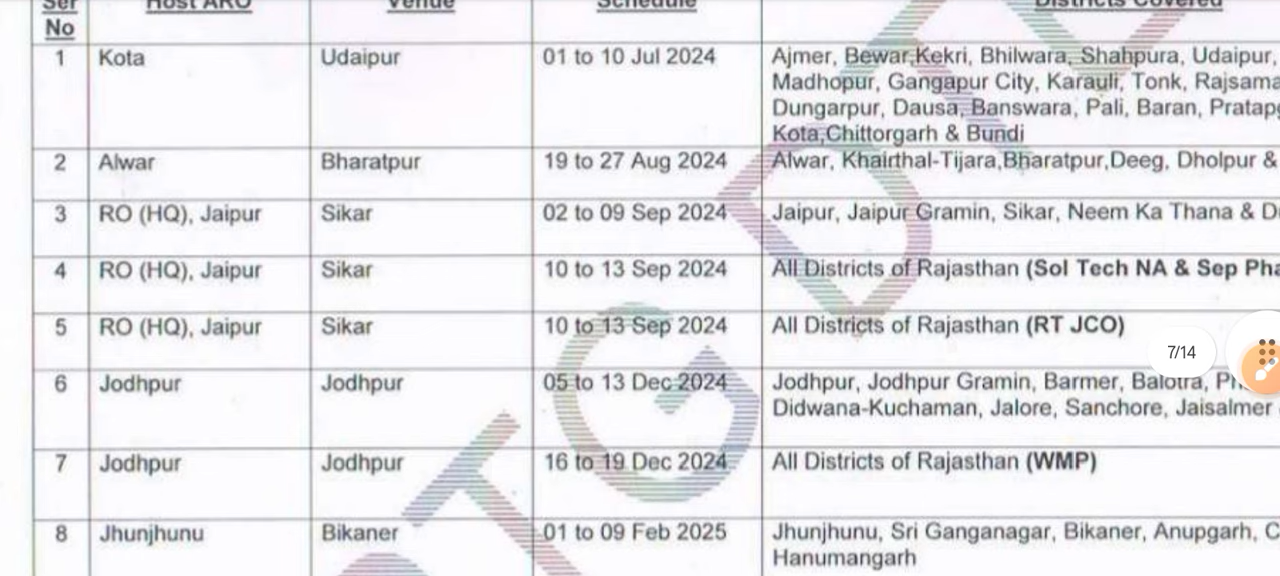 Ser Host ARO Venue Schedule Districts Covered
No
1 Kota Udaipur 01 to 10 Jul 2024 Ajmer, Bewar,Kekri, Bhilwara, Shahpura, Udaipur,
Madhopur, Gangapur City, Karauli, Tonk, Rajsama
Dungarpur, Dausa, Banswara, Pali, Baran, Pratapg
Kota,Chittorgarh & Bundi
2 Alwar Bharatpur 19 to 27 Aug 2024 Alwar, Khairthal-Tijara,Bharatpur,Deeg, Dholpur &
3 RO (HQ), Jaipur Sikar 02 to 09 Sep 2024 Jaipur, Jaipur Gramin, Sikar, Neem Ka Thana & D
4 RO (HQ), Jaipur Sikar 10 to 13 Sep 2024 All Districts of Rajasthan (Sol Tech NA & Sep Pha
5 RO (HQ), Jaipur Sikar 10 to 13 Sep 2024 All Districts of Rajasthan (RT JCO)
7/14
6 Jodhpur Jodhpur 05 to 13 Dec 2024 Jodhpur, Jodhpur Gramin, Barmer, Balotra, Ph
Didwana-Kuchaman, Jalore, Sanchore, Jaisalmer
7 Jodhpur Jodhpur 16 to 19 Dec 2024 All Districts of Rajasthan (WMP)
8 Jhunjhunu Bikaner 01 to 09 Feb 2025 Jhunjhunu, Sri Ganganagar, Bikaner, Anupgarh, C
Hanumangarh